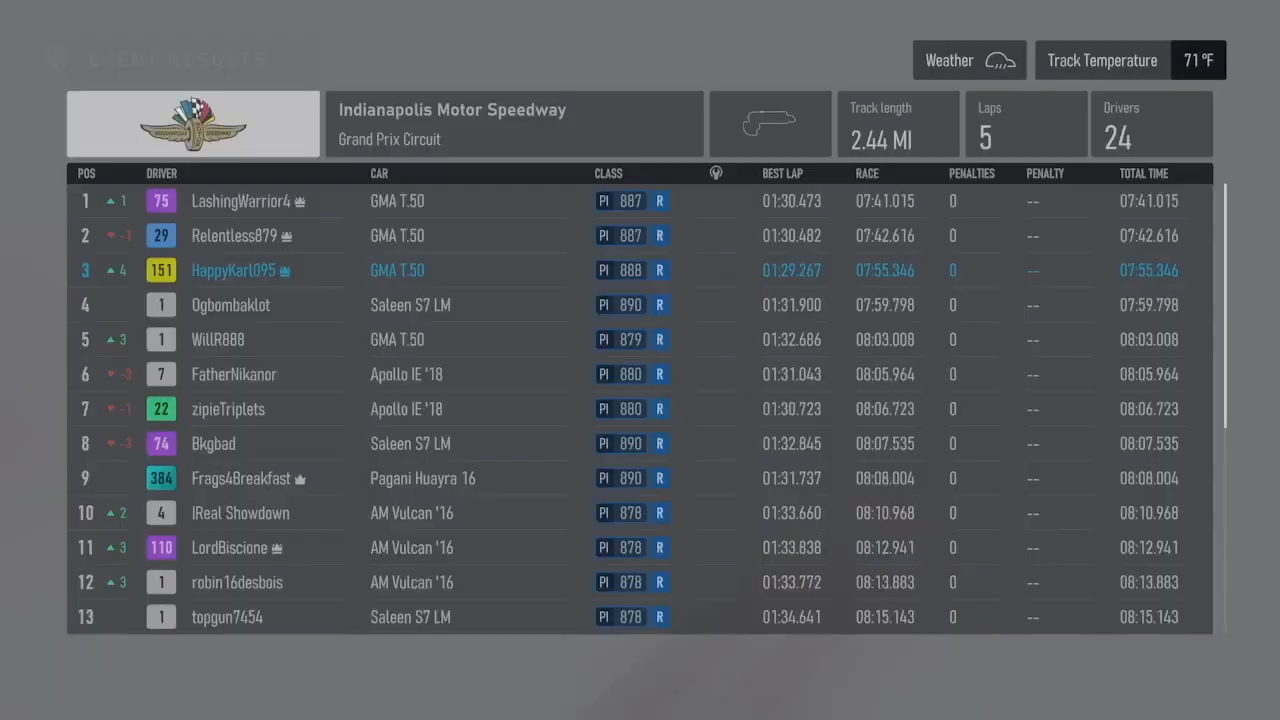 EVENT RESULTS
Weather Track Temperature 71 °F
Indianapolis Motor Speedway
Grand Prix Circuit
Track length Laps Drivers
2.44 MI 5 24
POS DRIVER CAR CLASS BEST LAP RACE PENALTIES PENALTY TOTAL TIME
1 1 75 LashingWarrior4 GMA T.50 PI 887 R 01:30.473 07:41.015 0 -- 07:41.015
2 -1 29 Relentless879 GMA T.50 PI 887 R 01:30.482 07:42.616 0 -- 07:42.616
3 4 151 HappyKarl095 GMA T.50 PI 888 R 01:29.267 07:55.346 0 -- 07:55.346
4 1 Ogbombaklot Saleen S7 LM PI 890 R 01:31.900 07:59.798 0 -- 07:59.798
5 3 1 WillR888 GMA T.50 PI 879 R 01:32.686 08:03.008 0 -- 08:03.008
6 -3 7 FatherNikanor Apollo IE '18 PI 880 R 01:31.043 08:05.964 0 -- 08:05.964
7 -1 22 zipieTriplets Apollo IE '18 PI 880 R 01:30.723 08:06.723 0 -- 08:06.723
8 -3 74 Bkgbad Saleen S7 LM PI 890 R 01:32.845 08:07.535 0 -- 08:07.535
9 384 Frags4Breakfast Pagani Huayra 16 PI 890 R 01:31.737 08:08.004 0 -- 08:08.004
10 2 4 IReal Showdown AM Vulcan '16 PI 878 R 01:33.660 08:10.968 0 -- 08:10.968
11 3 110 LordBiscione AM Vulcan '16 PI 878 R 01:33.838 08:12.941 0 -- 08:12.941
12 3 1 robin16desbois AM Vulcan '16 PI 878 R 01:33.772 08:13.883 0 -- 08:13.883
13 1 topgun7454 Saleen S7 LM PI 878 R 01:34.641 08:15.143 0 -- 08:15.143